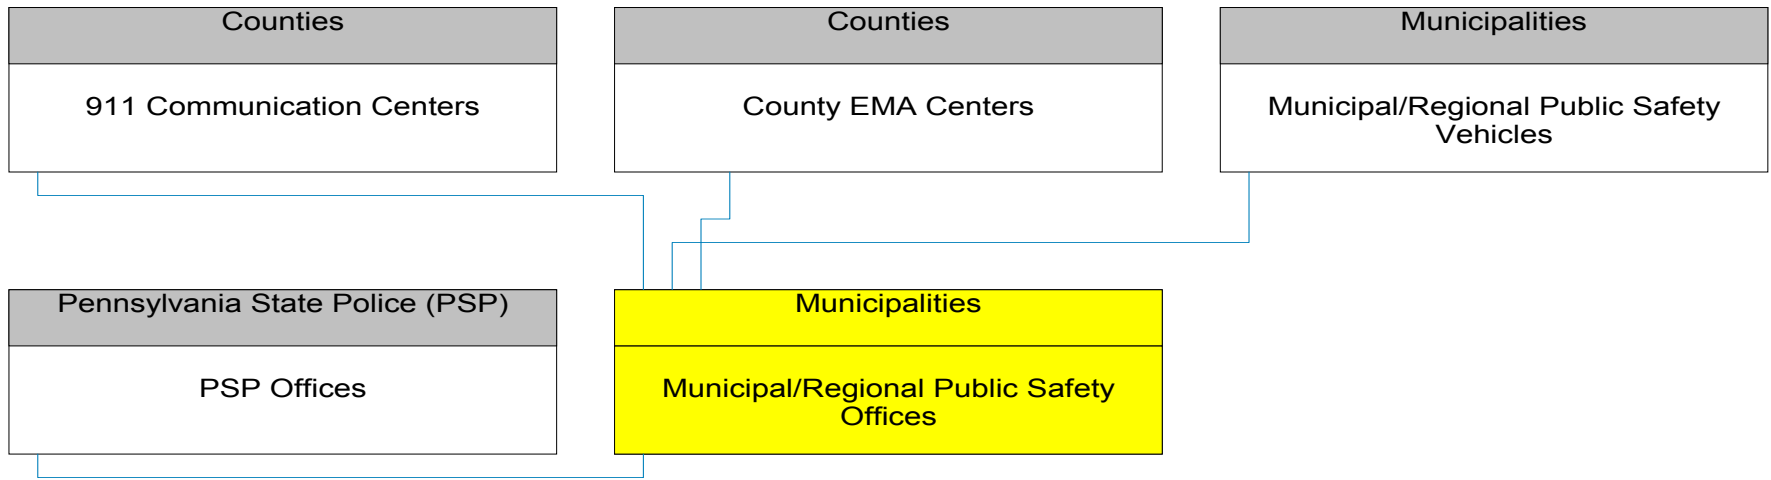 Counties
911 Communication Centers
Counties
County EMA Centers
Municipalities
Municipal/Regional Public Safety
Vehicles
Pennsylvania State Police (PSP)
PSP Offices
Municipalities
Municipal/Regional Public Safety
Offices